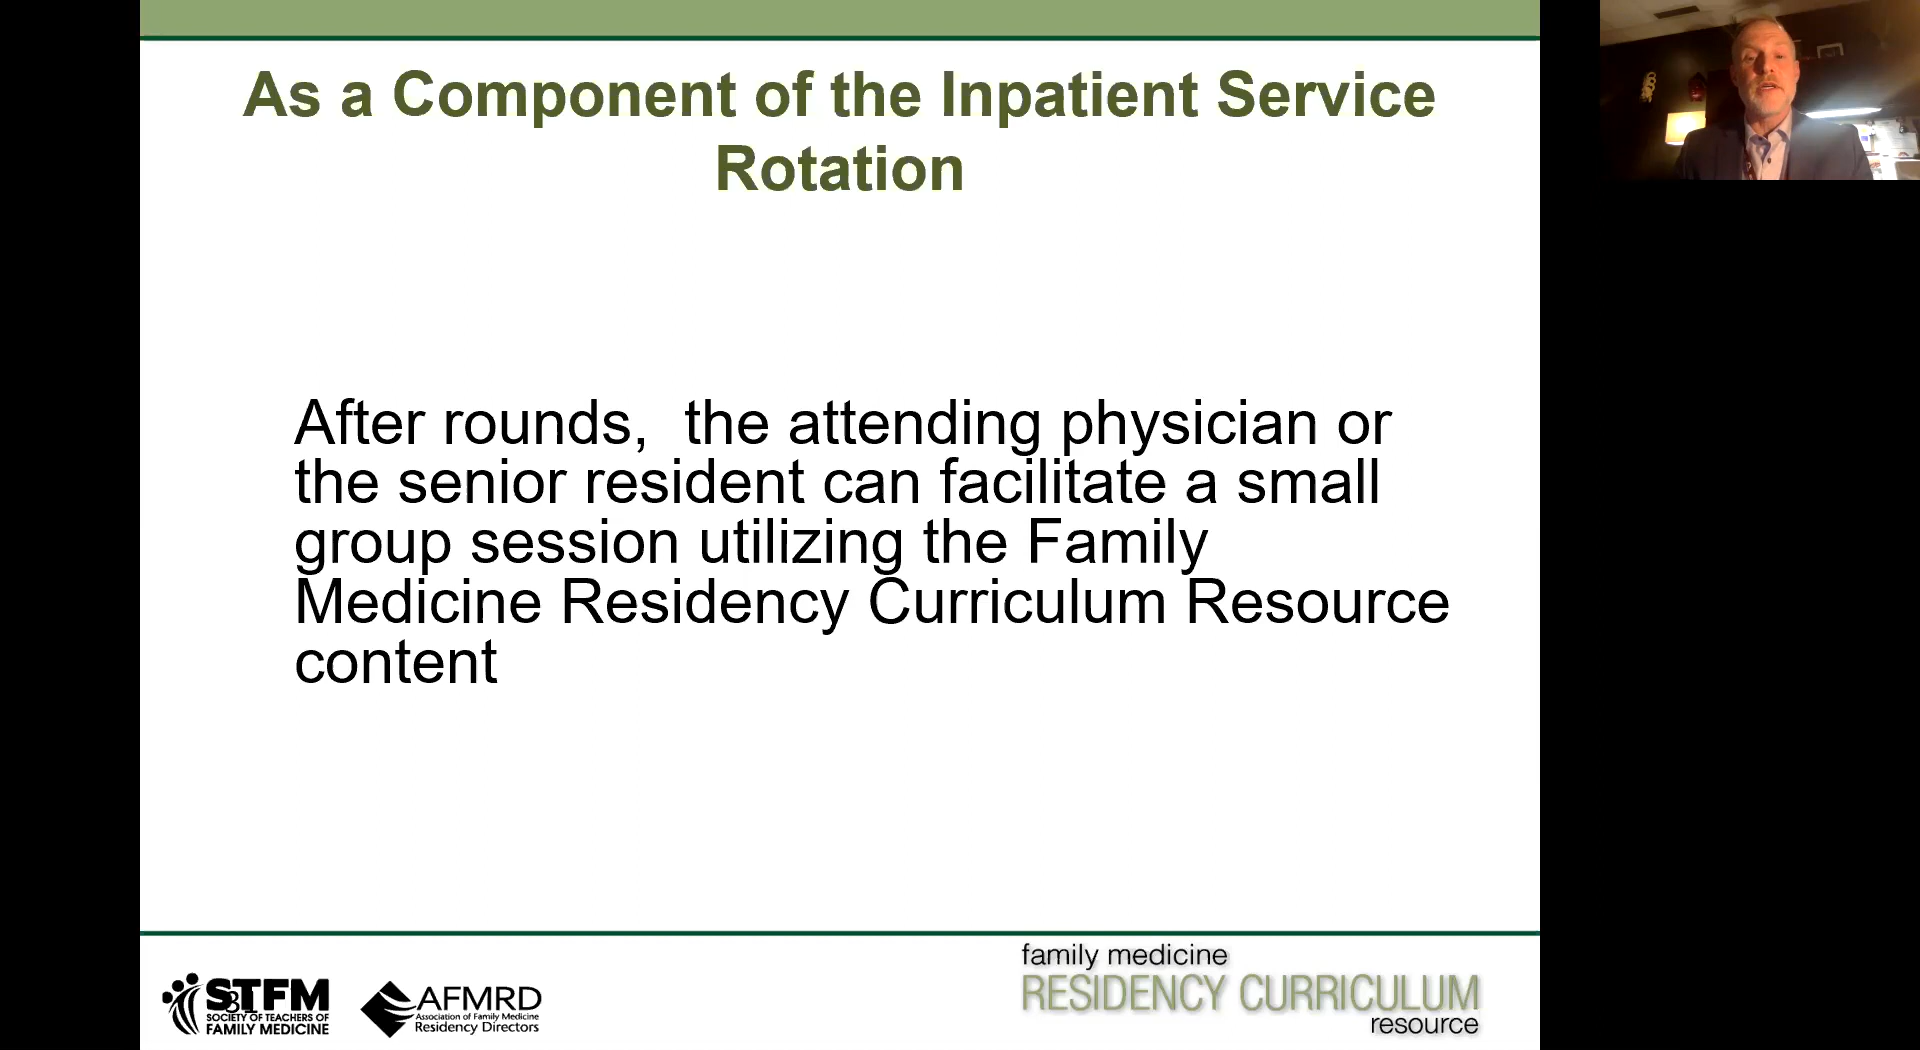 As a Component of the Inpatient Service
Rotation
After rounds,  the attending physician or
the senior resident can facilitate a small
group session utilizing the Family
Medicine Residency Curriculum Resource
content
STFM
SOCIETY OF TEACHERS OF
FAMILY MEDICINE
AFMRD
Association of Family Medicine
Residency Directors
family medicine
RESIDENCY CURRICULUM
resource